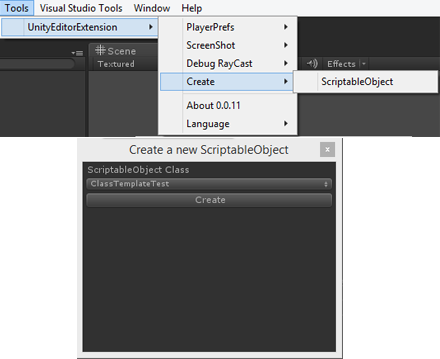 Tools Visual Studio Tools Window Help
UnityEditorExtension
PlayerPrefs
ScreenShot
Debug RayCast
Create
About 0.0.11
Language
ScriptableObject
Scene
Textured
Effects
Create a new ScriptableObject
x
ScriptableObject Class
ClassTemplateTest
Create